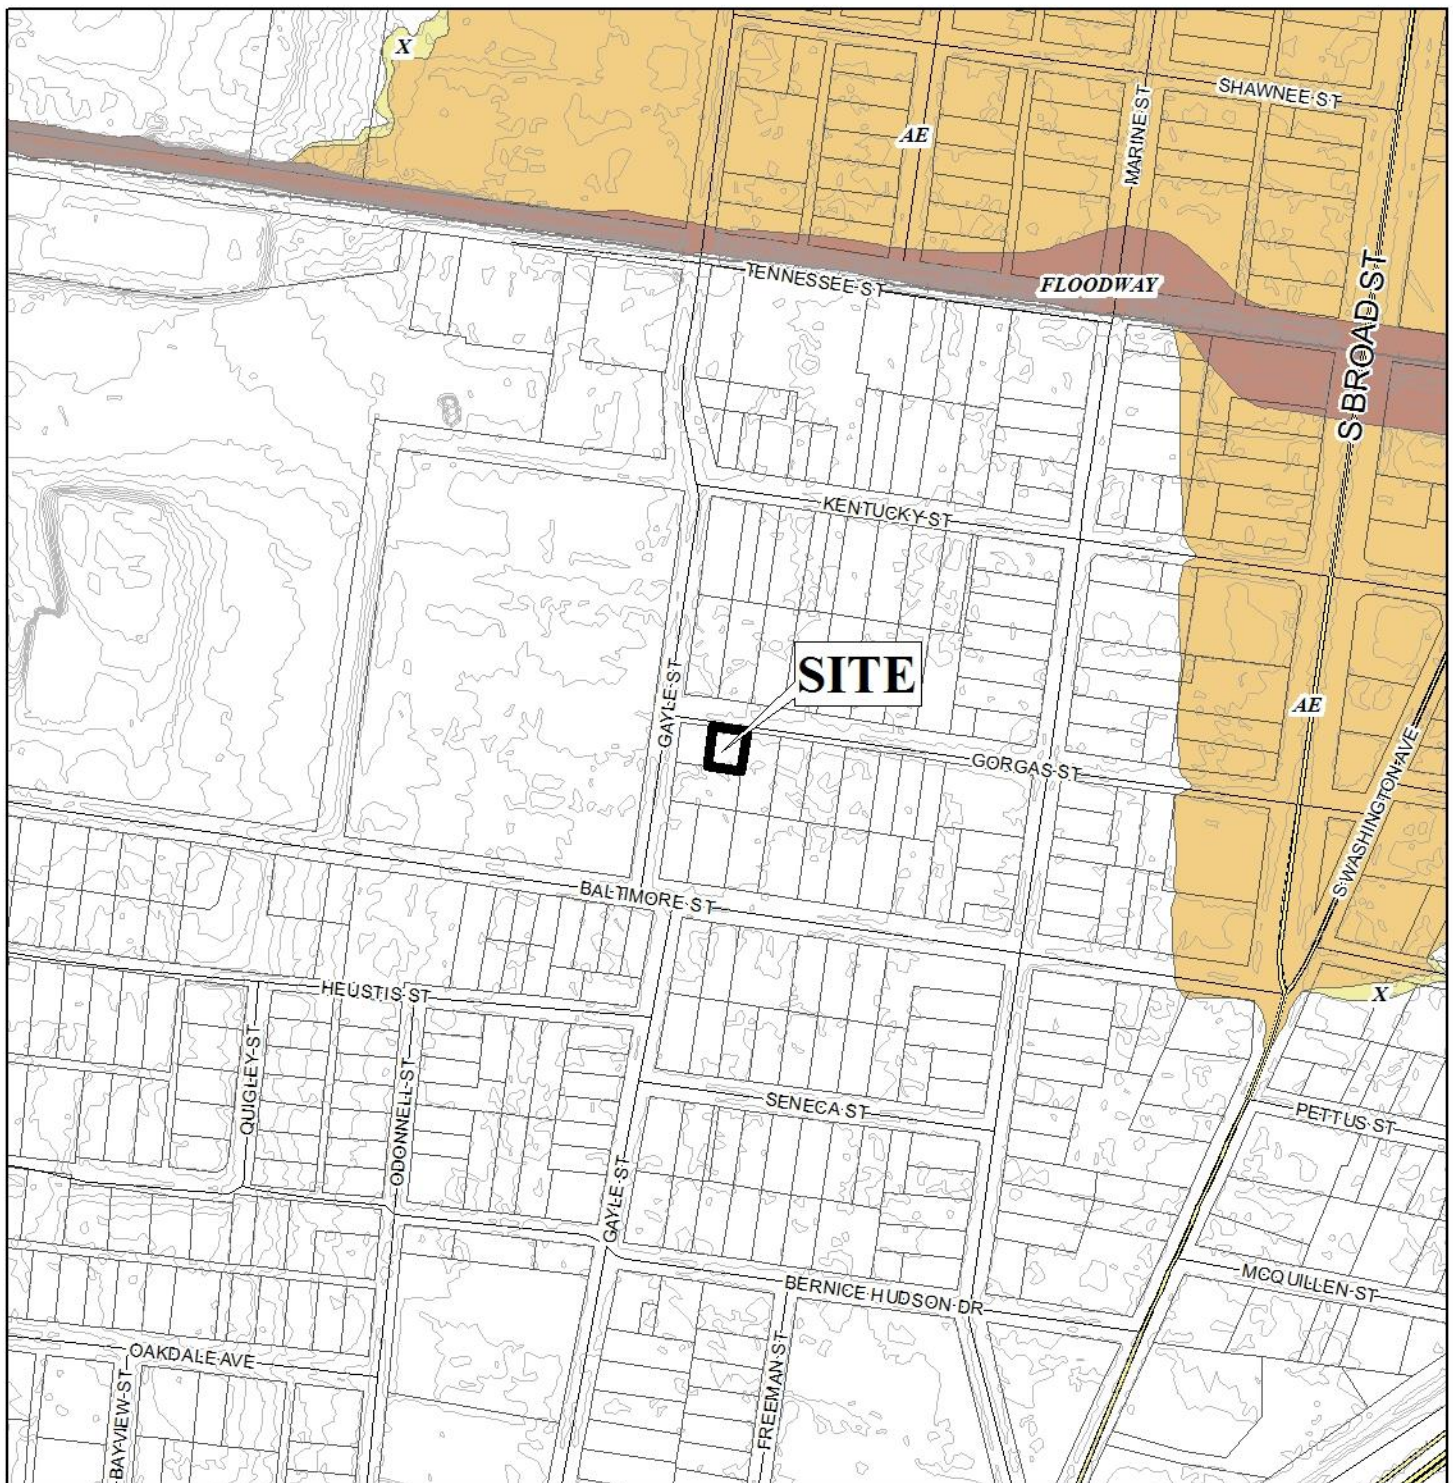 X
SHAWNEE ST
MARINE ST
AE
TENNESSEE ST
FLOODWAY
S BROAD ST
KENTUCKY ST
SITE
GAYLE ST
AE
GORGAS ST
S WASHINGTON AVE
BALTIMORE ST
HEUSTIS ST
X
QUIGLEY ST
ODONNELL ST
SENECA ST
PETTUS ST
GAYLE ST
MCQUILLEN ST
BERNICE HUDSON DR
OAKDALE AVE
FREEMAN ST
BAY VIEW ST